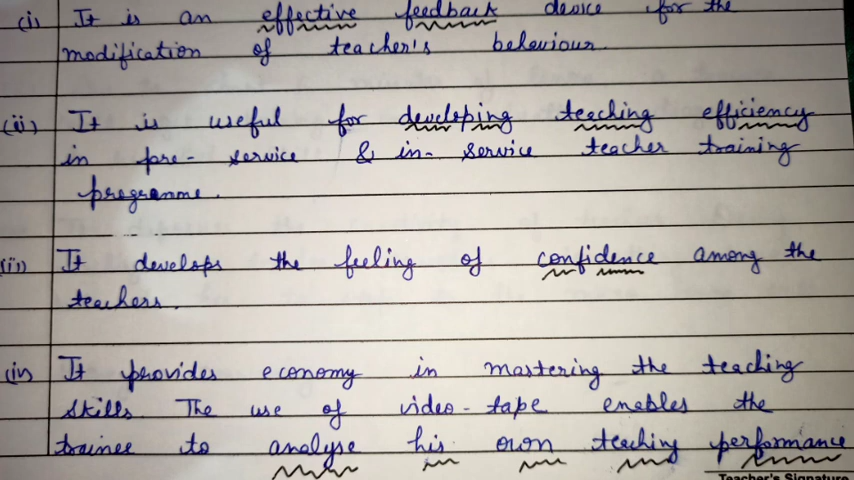 (i) It is an effective feedback device for the
modification of teacher's behaviour.
(ii) It is useful for developing teaching efficiency
in pre-service & in-service teacher training
programme.
(iii) It develops the feeling of confidence among the
teachers.
(iv) It provides economy in mastering the teaching
skills. The use of video-tape enables the
trainee to analyse his own teaching performance
Teacher's Signature